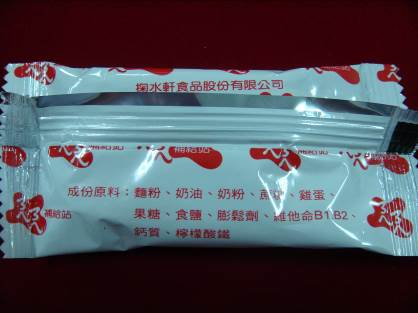 掬水軒食品股份有限公司
補給站
補給站
成份原料：麵粉、奶油、奶粉、蔗糖、雞蛋、
果糖、食鹽、膨鬆劑、維他命B1.B2、
鈣質、檸檬酸鐵
補給站